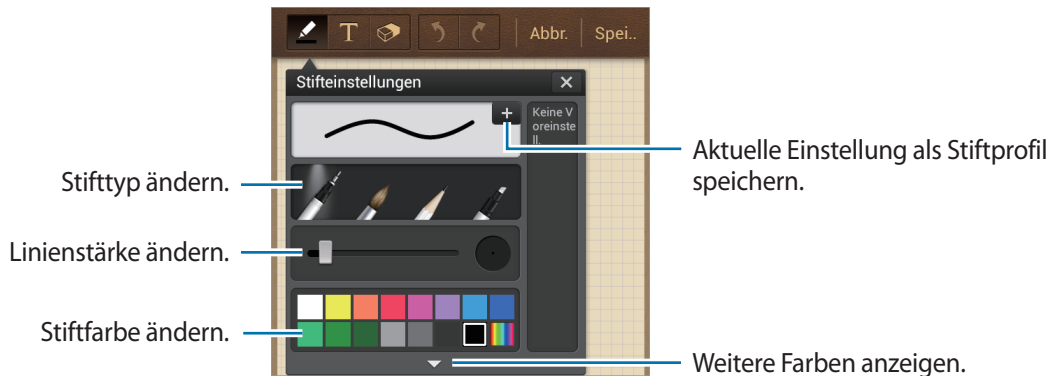 T
Abbr.
Spei..
Stifteinstellungen
Keine V
oreinste
ll.
Aktuelle Einstellung als Stiftprofil
speichern.
Stifttyp ändern.
Linienstärke ändern.
Stiftfarbe ändern.
Weitere Farben anzeigen.